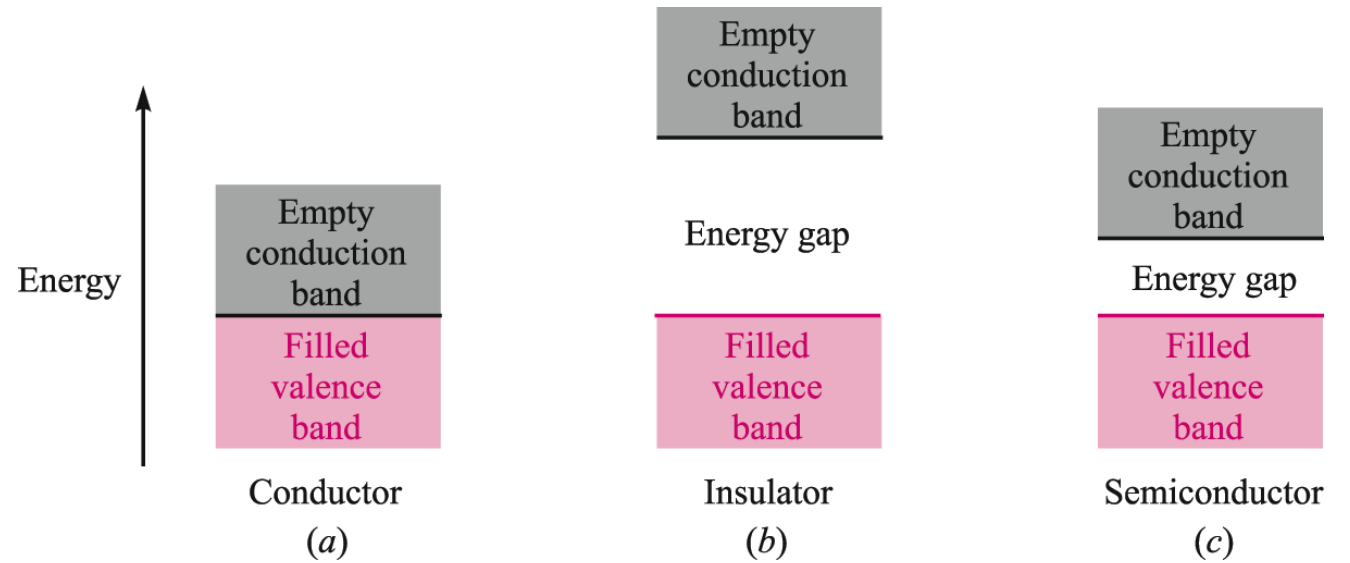 Energy
Empty
conduction
band
Filled
valence
band
Conductor
(a)
Empty
conduction
band
Energy gap
Filled
valence
band
Insulator
(b)
Empty
conduction
band
Energy gap
Filled
valence
band
Semiconductor
(c)